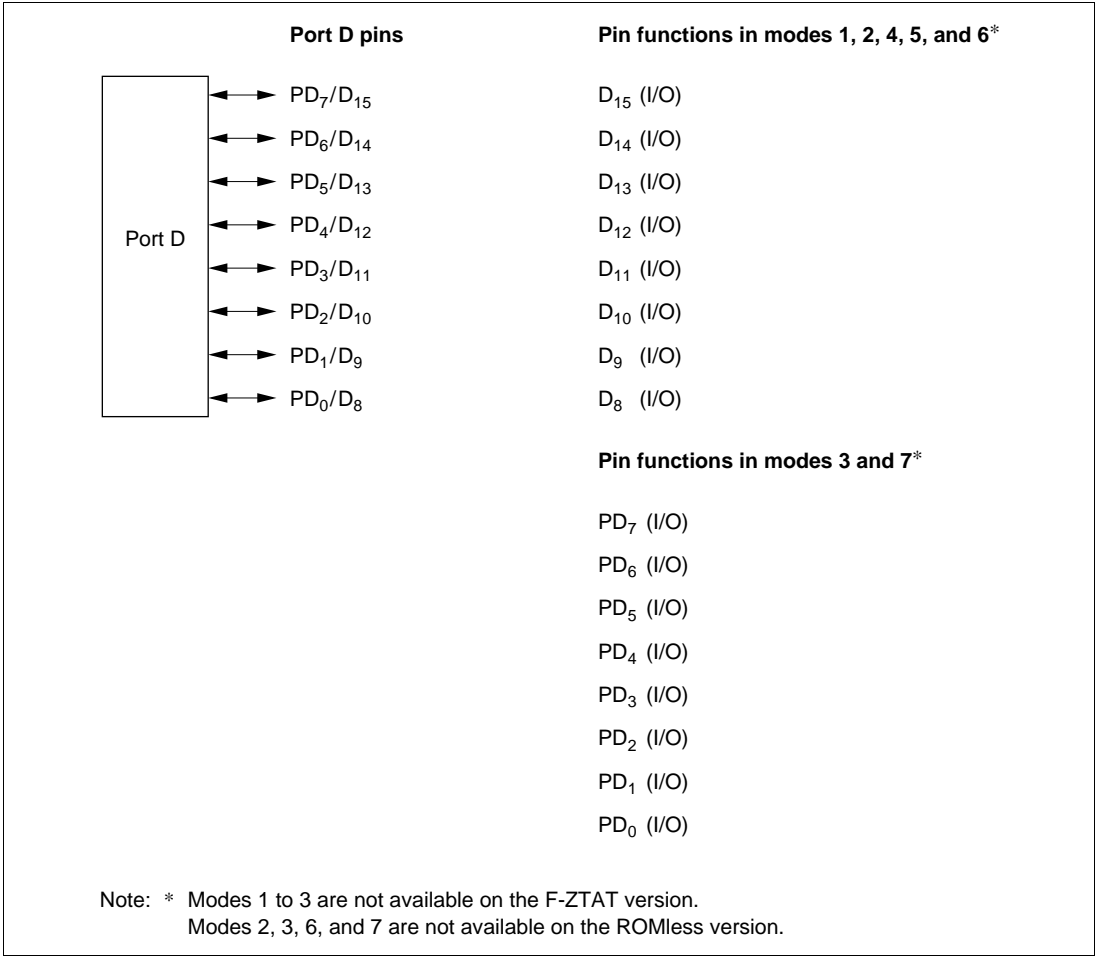 Port D pins Pin functions in modes 1, 2, 4, 5, and 6*
PD7/D15 D15 (I/O)
PD6/D14 D14 (I/O)
PD5/D13 D13 (I/O)
PD4/D12 D12 (I/O)
Port D
PD3/D11 D11 (I/O)
PD2/D10 D10 (I/O)
PD1/D9 D9 (I/O)
PD0/D8 D8 (I/O)
Pin functions in modes 3 and 7*
PD7 (I/O)
PD6 (I/O)
PD5 (I/O)
PD4 (I/O)
PD3 (I/O)
PD2 (I/O)
PD1 (I/O)
PD0 (I/O)
Note: * Modes 1 to 3 are not available on the F-ZTAT version.
Modes 2, 3, 6, and 7 are not available on the ROMless version.